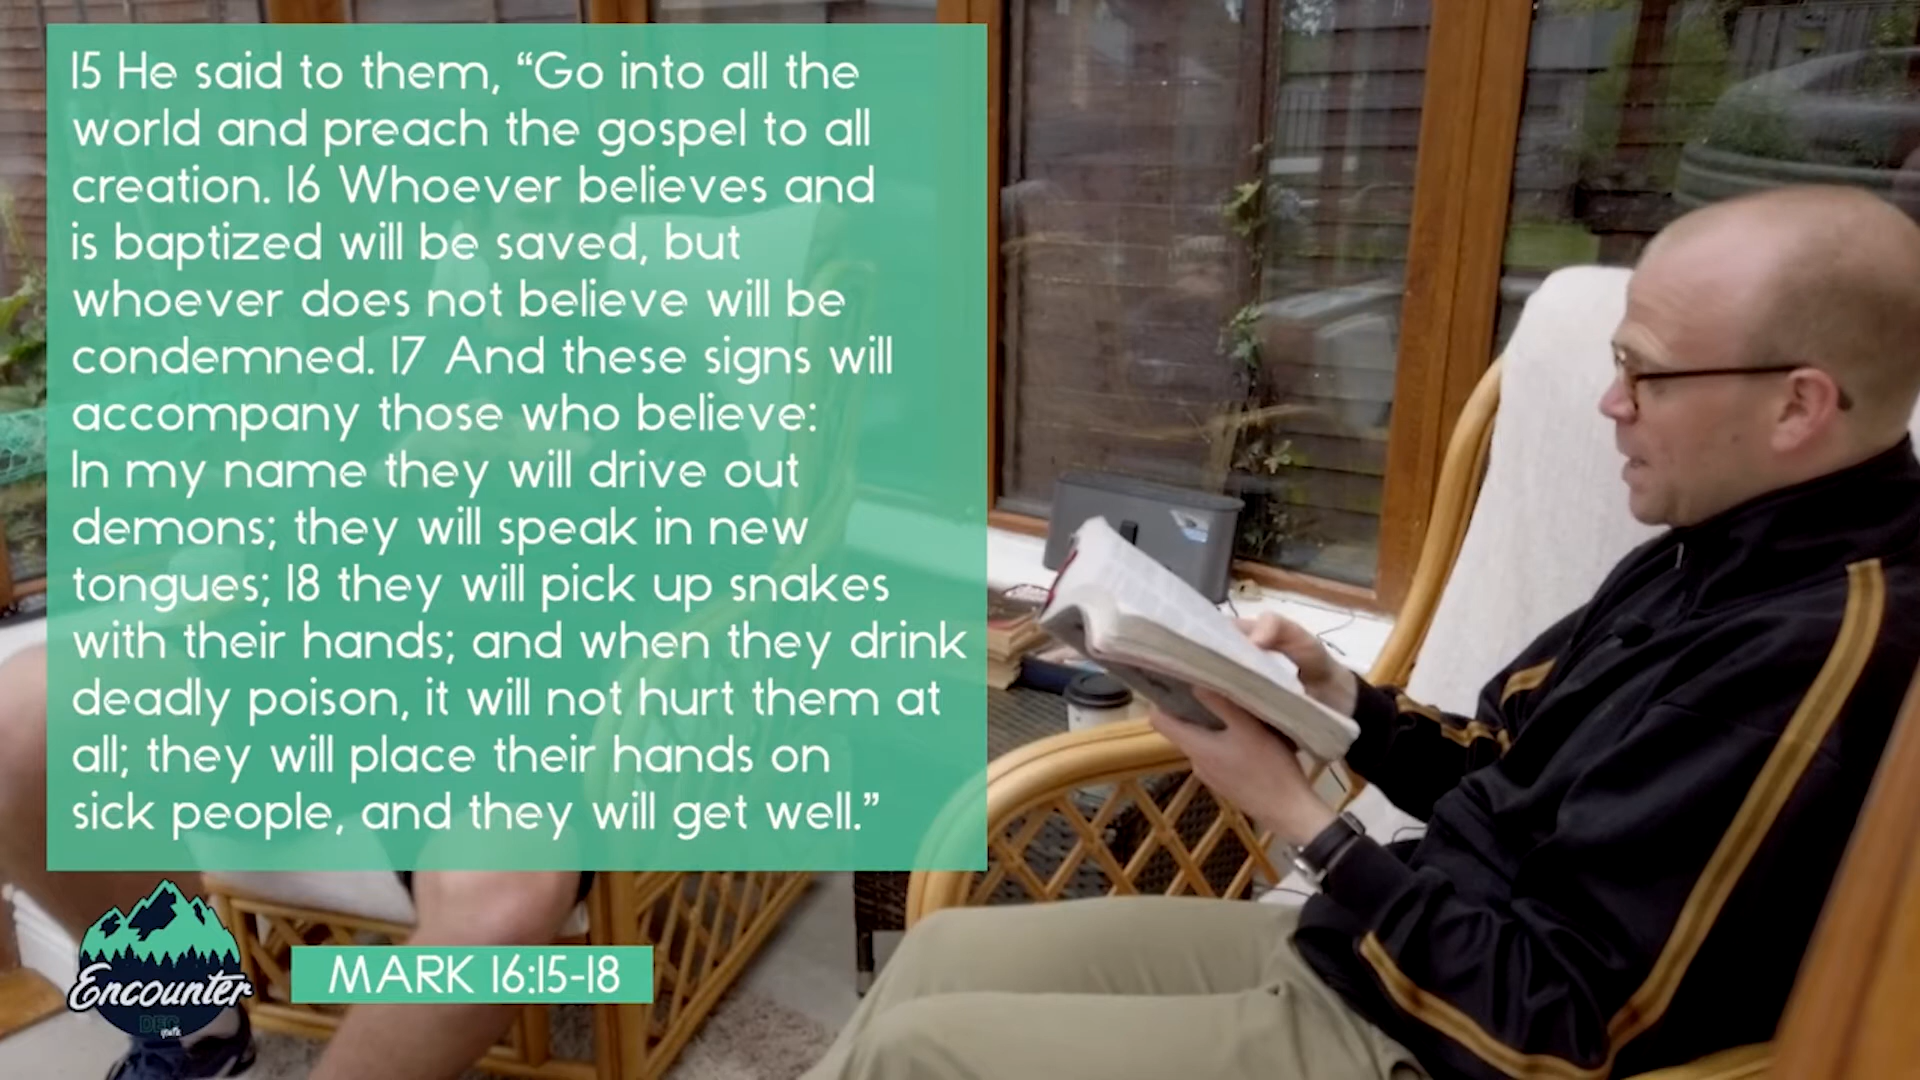 15 He said to them, “Go into all the
world and preach the gospel to all
creation. 16 Whoever believes and
is baptized will be saved, but
whoever does not believe will be
condemned. 17 And these signs will
accompany those who believe:
In my name they will drive out
demons; they will speak in new
tongues; 18 they will pick up snakes
with their hands; and when they drink
deadly poison, it will not hurt them at
all; they will place their hands on
sick people, and they will get well.”
Encounter
MARK 16:15-18